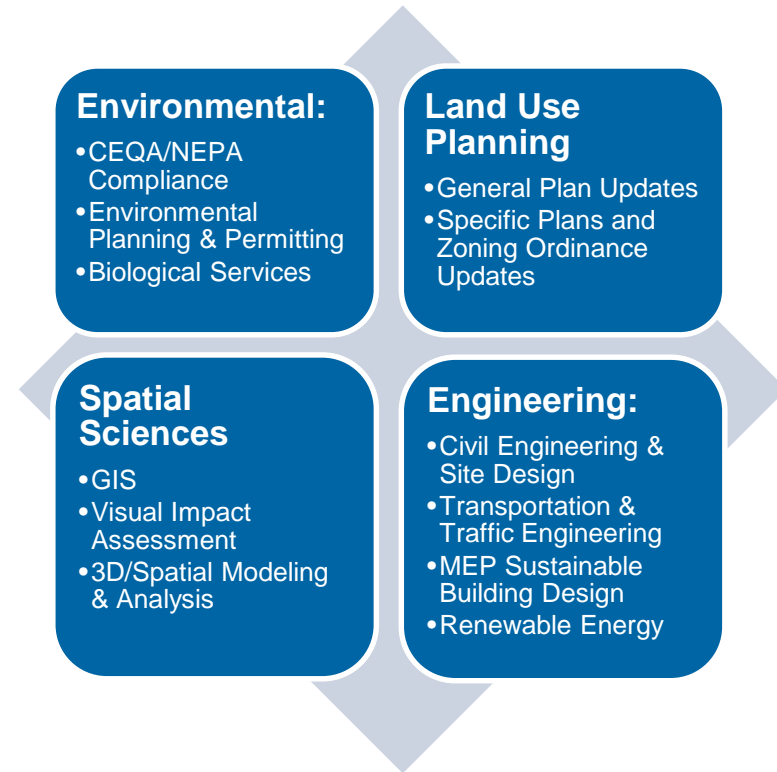 Environmental:
•CEQA/NEPA
Compliance
•Environmental
Planning & Permitting
•Biological Services
Land Use
Planning
•General Plan Updates
•Specific Plans and
Zoning Ordinance
Updates
Spatial
Sciences
•GIS
•Visual Impact
Assessment
•3D/Spatial Modeling
& Analysis
Engineering:
•Civil Engineering &
Site Design
•Transportation &
Traffic Engineering
•MEP Sustainable
Building Design
•Renewable Energy